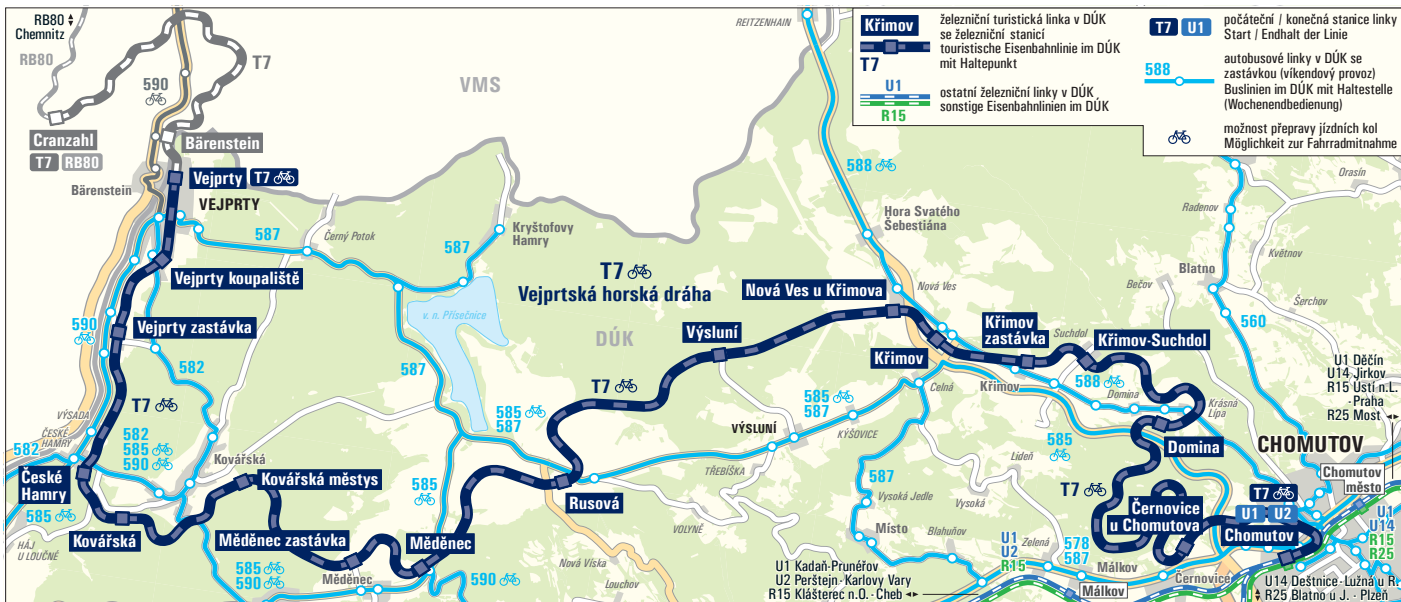 RB80
Chemnitz
RB80
T7
590
Cranzahl
T7 RB80
Bärenstein
Bärenstein
Vejprty T7
VEJPRTY
587
Černý Potok
Kryštofovy
Hamry
587
VMS
REITZENHAIN
588
Křimov
železniční turistická linka v DÚK
se železniční stanicí
touristische Eisenbahnlinie im DÚK
mit Haltepunkt
T7
U1
R15
ostatní železniční linky v DÚK
sonstige Eisenbahnlinien im DÚK
T7 U1
počáteční / konečná stanice linky
Start / Endhalt der Linie
588
autobusové linky v DÚK se
zastávkou (víkendový provoz)
Buslinien im DÚK mit Haltestelle
(Wochenendbedienung)
možnost přepravy jízdních kol
Möglichkeit zur Fahrradmitnahme
Orasín
Radenov
Květnov
Blatno
Bečov
Šerchov
560
Hora Svatého
Šebestiána
Nová Ves
Vejprty koupaliště
T7
Vejprtská horská dráha
v. n. Přísečnice
DÚK
Nová Ves u Křimova
Výsluní
Křimov
zastávka
Suchdol
Křimov-Suchdol
Křimov
590
Vejprty zastávka
582
587
T7
T7
585
587
585
587
Celná
Křimov
588
Domina
Krásná
Lípa
U1 Děčín
U14 Jirkov
R15 Ústí n.L.
- Praha
R25 Most
VÝSADA
ČESKÉ
HAMRY
582
582
585
590
Kovářská
České
Hamry
585
HÁJ
U LOUČNÉ
Kovářská
Kovářská městys
Měděnec zastávka
585
590
Měděnec
Měděnec
585
590
Rusová
Nová Víska
Louchov
VOLYNĚ
TŘEBÍŠKA
VÝSLUNÍ
KÝŠOVICE
587
Vysoká Jedle
Místo
Blahuňov
Vysoká
Lideň
585
T7
Domina
Černovice
u Chomutova
CHOMUTOV
Chomutov
město
T7
U1 U2
Chomutov
U1
U14
R15
R25
U1
U2
R15
Zelená
578
587
Málkov
Málkov
Černovice
U1 Kadaň-Prunéřov
U2 Perštejn - Karlovy Vary
R15 Klášterec n.O. - Cheb
U14 Deštnice - Lužná u R.
R25 Blatno u J. - Plzeň